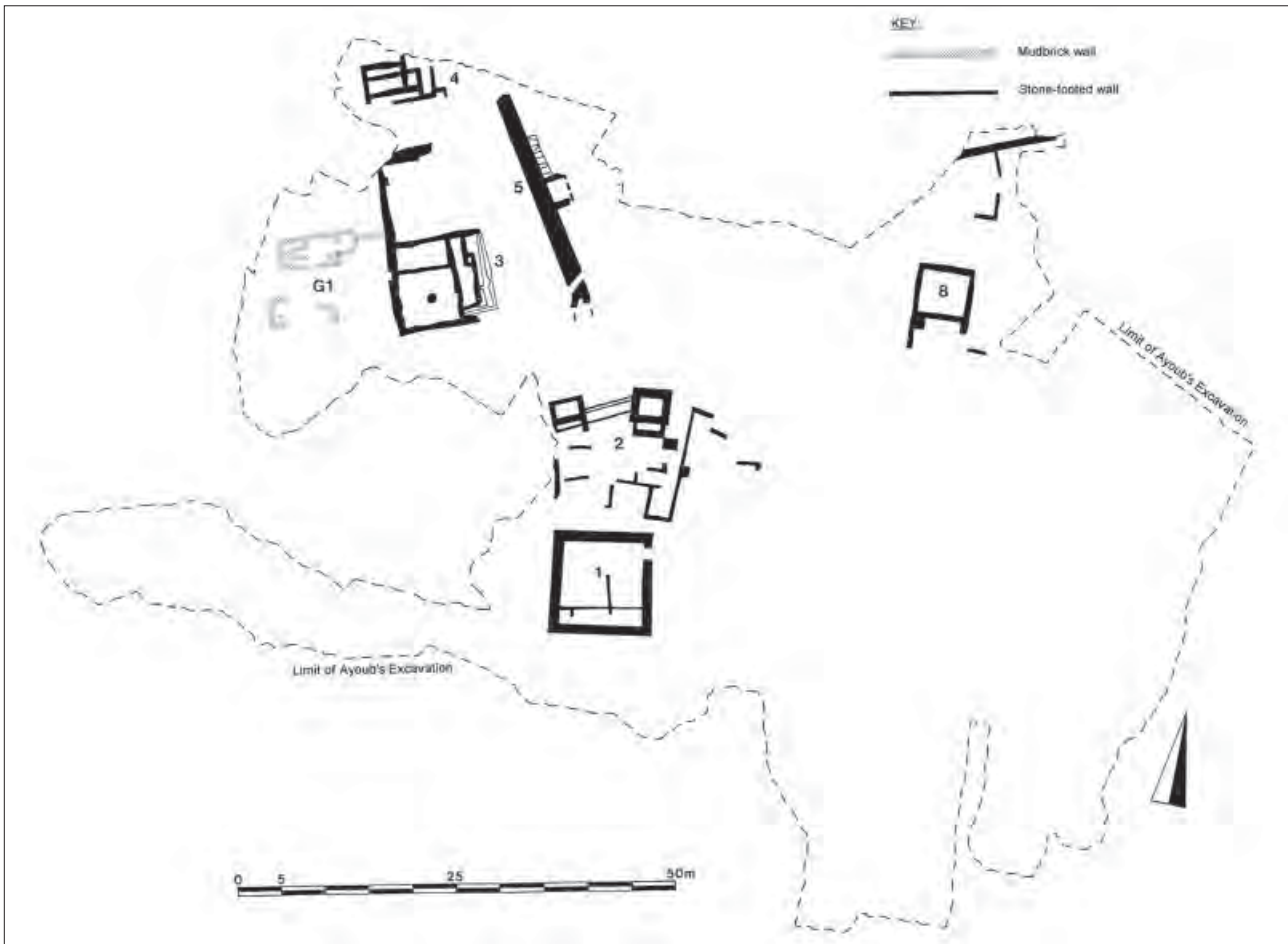 KEY:
Mudbrick wall
Stone-footed wall
4
5
3
G1
8
Limit of Ayoub's Excavation
2
1
Limit of Ayoub's Excavation
0 5 25 50m